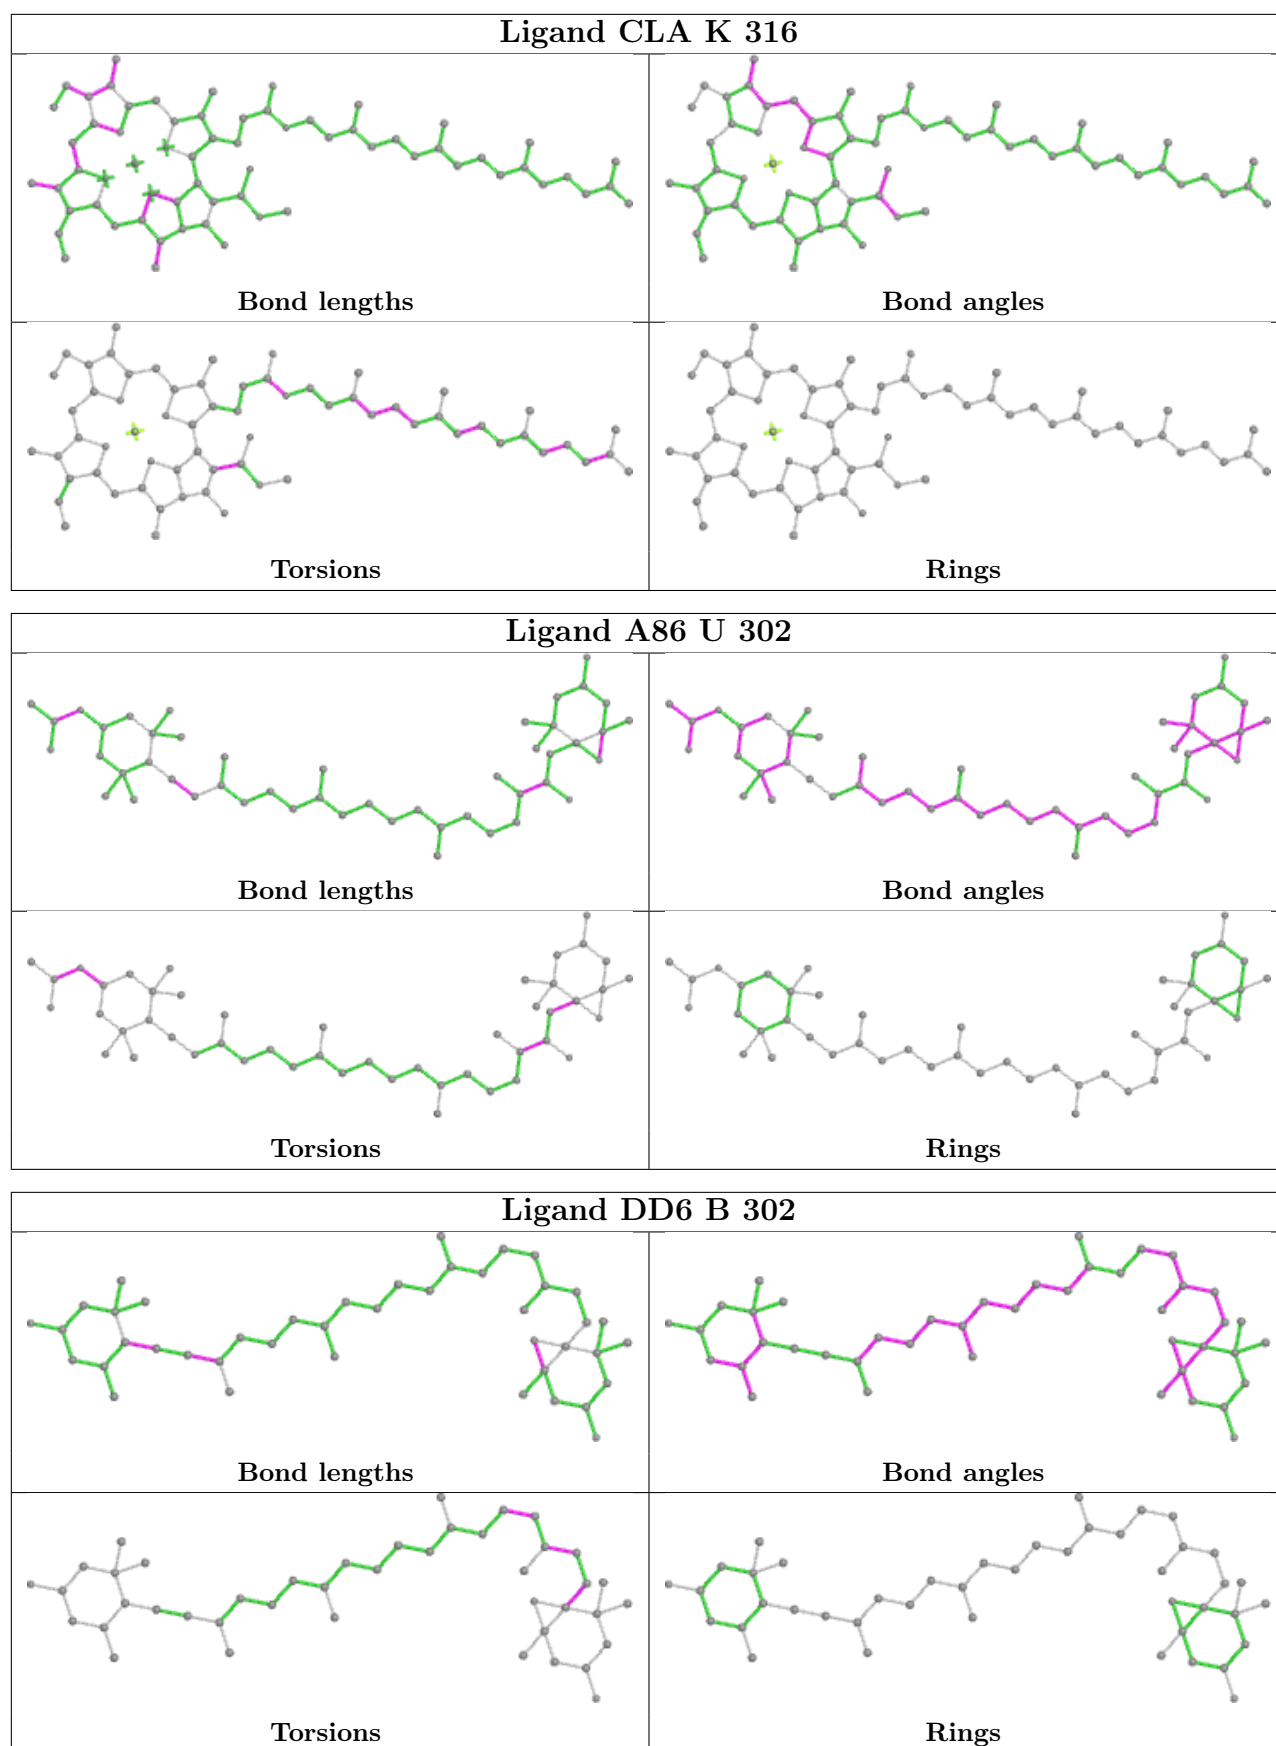 Ligand CLA K 316
Bond lengths
Bond angles
Torsions
Rings
Ligand A86 U 302
Bond lengths
Bond angles
Torsions
Rings
Ligand DD6 B 302
Bond lengths
Bond angles
Torsions
Rings